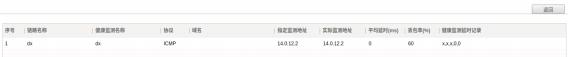 返回
序号 链路名称 健康监测名称 协议 域名 指定监测地址 实际监测地址 平均延时(ms) 丢包率(%) 健康监测延时记录
1 dx dx ICMP 14.0.12.2 14.0.12.2 0 60 x,x,x,0,0